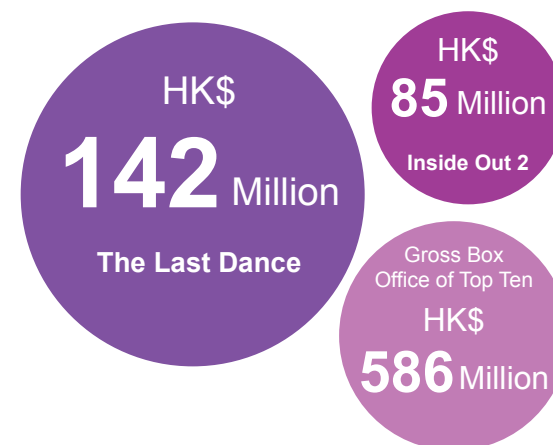 HK$
142 Million
The Last Dance
HK$
85 Million
Inside Out 2
Gross Box
Office of Top Ten
HK$
586 Million